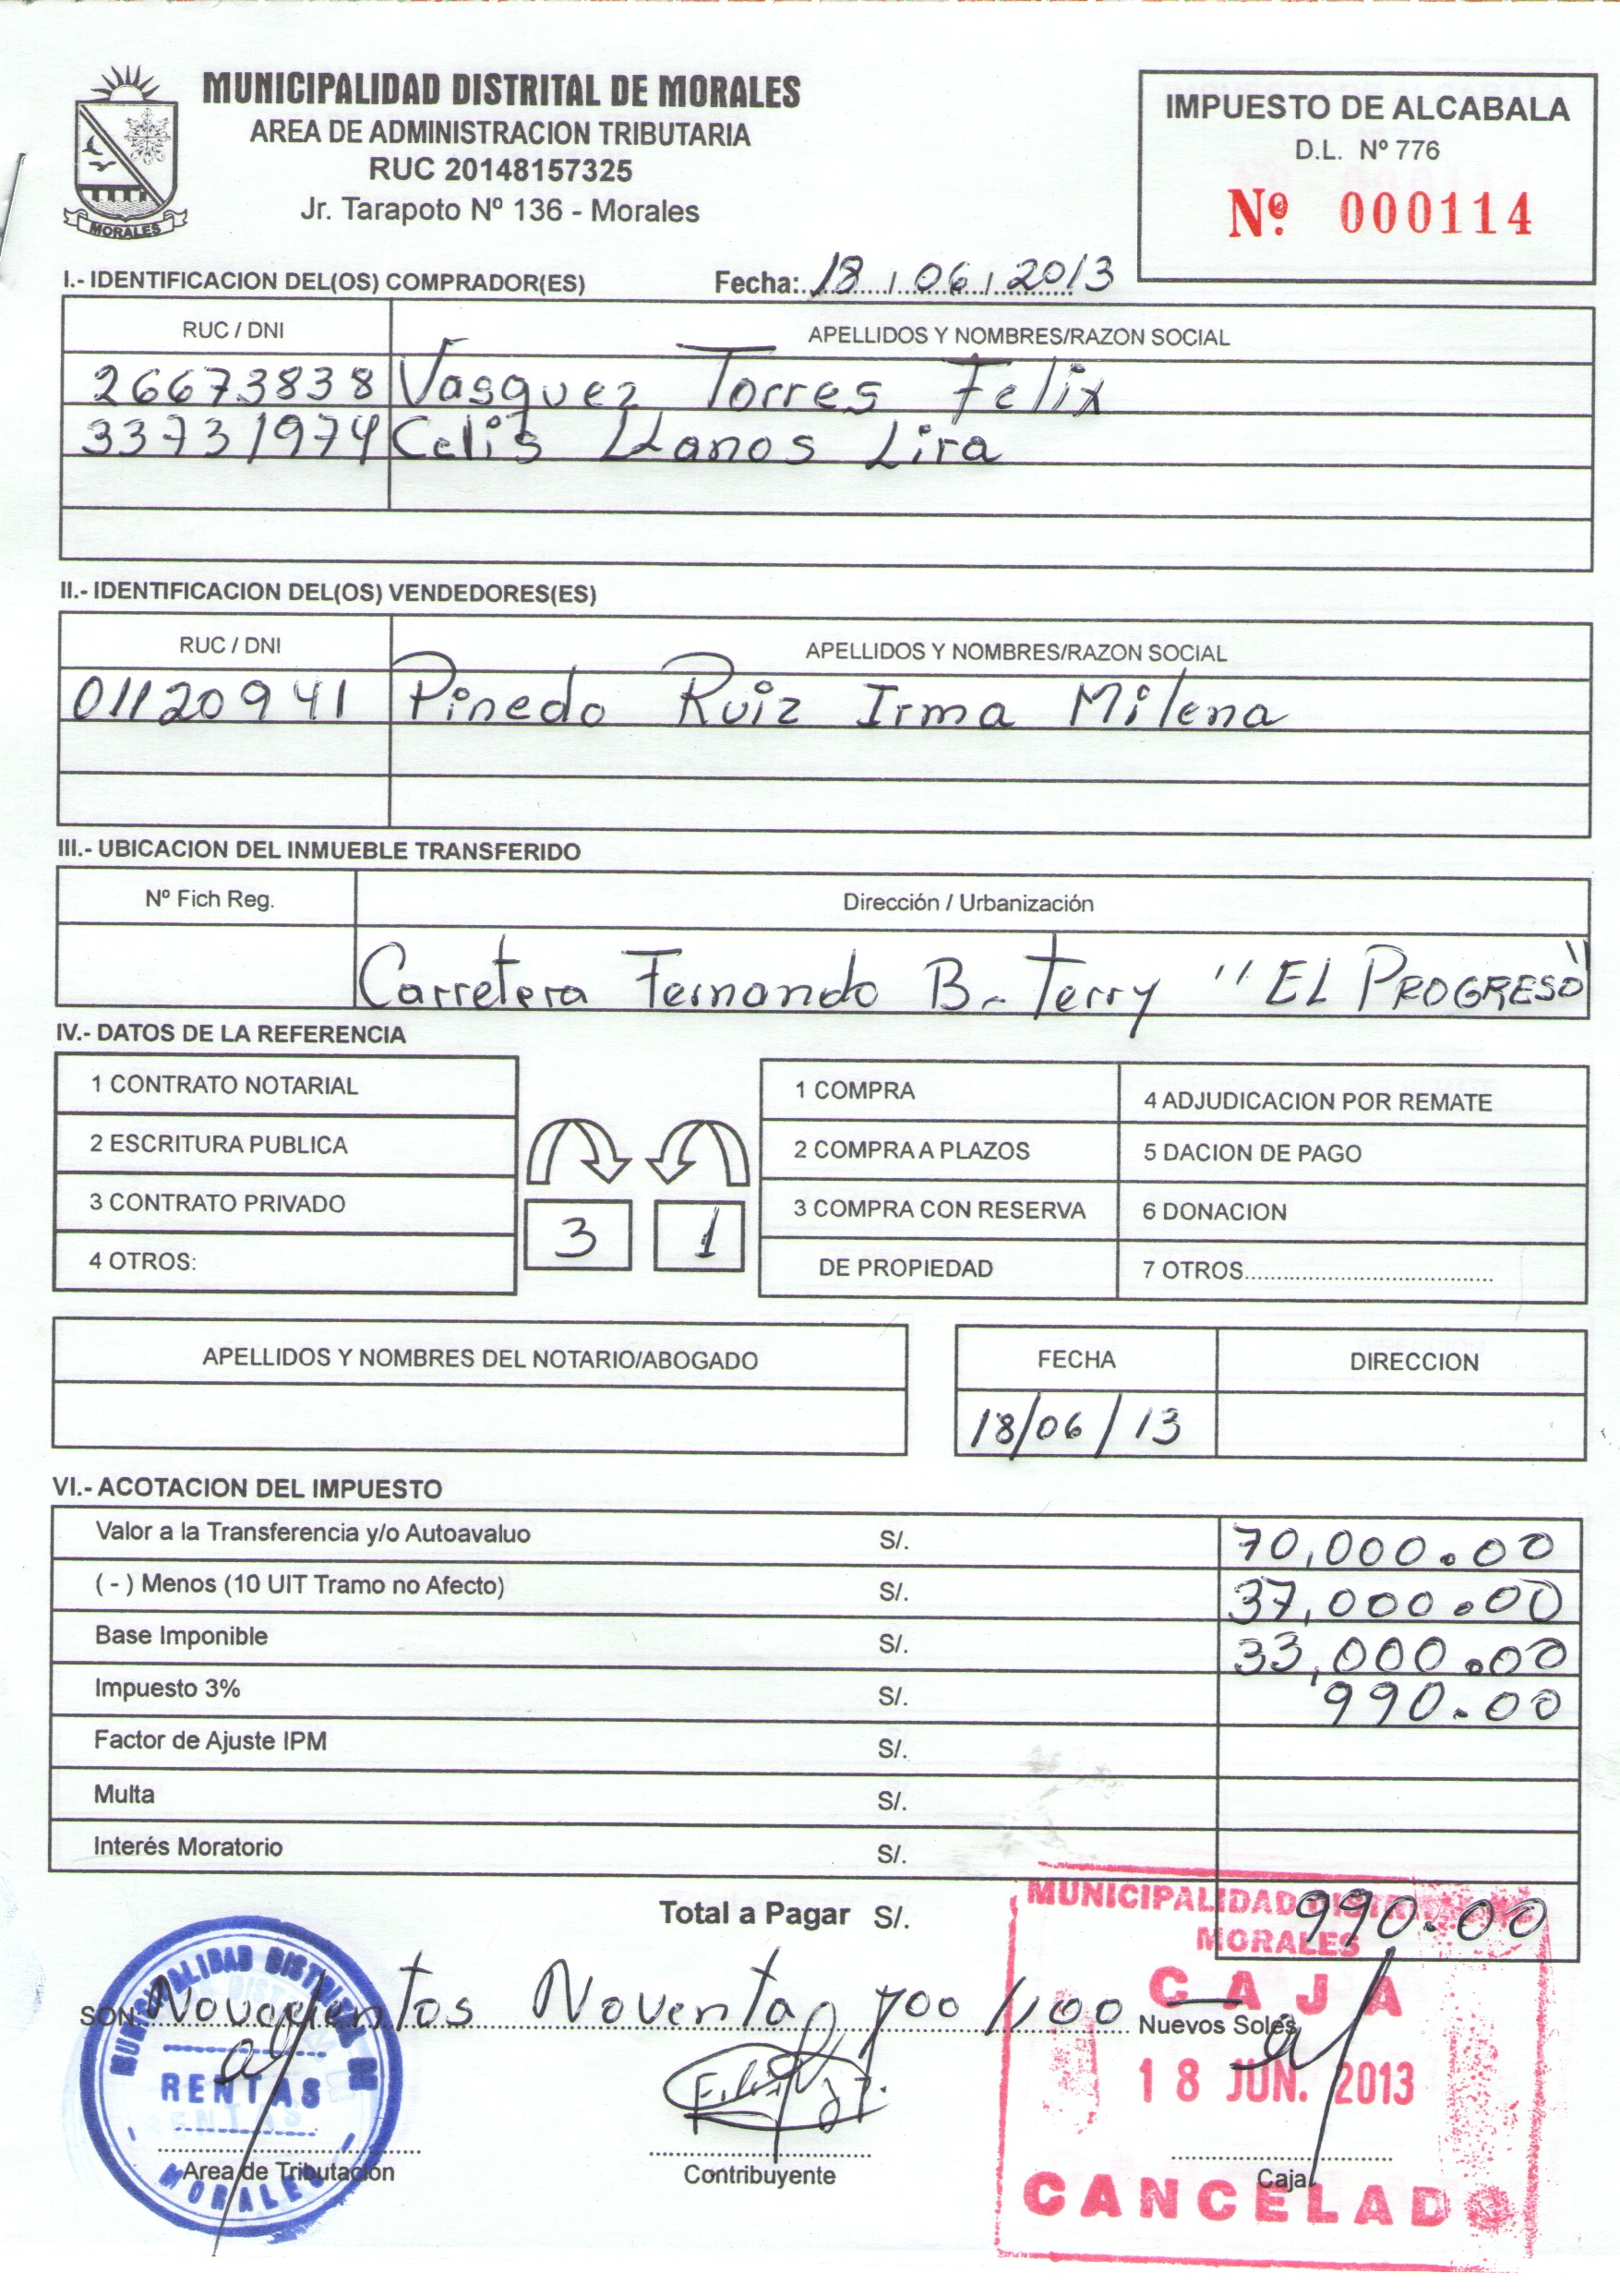 MUNICIPALIDAD DISTRITAL DE MORALES
AREA DE ADMINISTRACION TRIBUTARIA
RUC 20148157325
Jr. Tarapoto Nº 136 - Morales
MORALES
IMPUESTO DE ALCABALA
D.L. Nº 776
Nº 000114
I.- IDENTIFICACION DEL(OS) COMPRADOR(ES) Fecha: 18 / 06 / 2013
RUC / DNI APELLIDOS Y NOMBRES/RAZON SOCIAL
26673838 Vasquez Torres Felix
33731974 Celis Llanos Lira
II.- IDENTIFICACION DEL(OS) VENDEDORES(ES)
RUC / DNI APELLIDOS Y NOMBRES/RAZON SOCIAL
01120941 Pinedo Ruiz Irma Milena
III.- UBICACION DEL INMUEBLE TRANSFERIDO
Nº Fich Reg. Dirección / Urbanización
Carretera Fernando B. Terry "EL PROGRESO"
IV.- DATOS DE LA REFERENCIA
1 CONTRATO NOTARIAL
2 ESCRITURA PUBLICA
3 CONTRATO PRIVADO
4 OTROS:
3 1
1 COMPRA 4 ADJUDICACION POR REMATE
2 COMPRA A PLAZOS 5 DACION DE PAGO
3 COMPRA CON RESERVA 6 DONACION
DE PROPIEDAD 7 OTROS
APELLIDOS Y NOMBRES DEL NOTARIO/ABOGADO FECHA DIRECCION
18/06/13
VI.- ACOTACION DEL IMPUESTO
Valor a la Transferencia y/o Autoavaluo S/. 70,000.00
( - ) Menos (10 UIT Tramo no Afecto) S/. 37,000.00
Base Imponible S/. 33,000.00
Impuesto 3% S/. 990.00
Factor de Ajuste IPM S/.
Multa S/.
Interés Moratorio S/.
Total a Pagar S/. 990.00
SON: Novecientos Noventa y 00/100 Nuevos Soles
Area de Tributación Contribuyente Caja
MUNICIPALIDAD DISTRITAL DE
RENTAS
MORALES
MUNICIPALIDAD DISTRITAL DE
MORALES
CAJA
18 JUN. 2013
CANCELADO